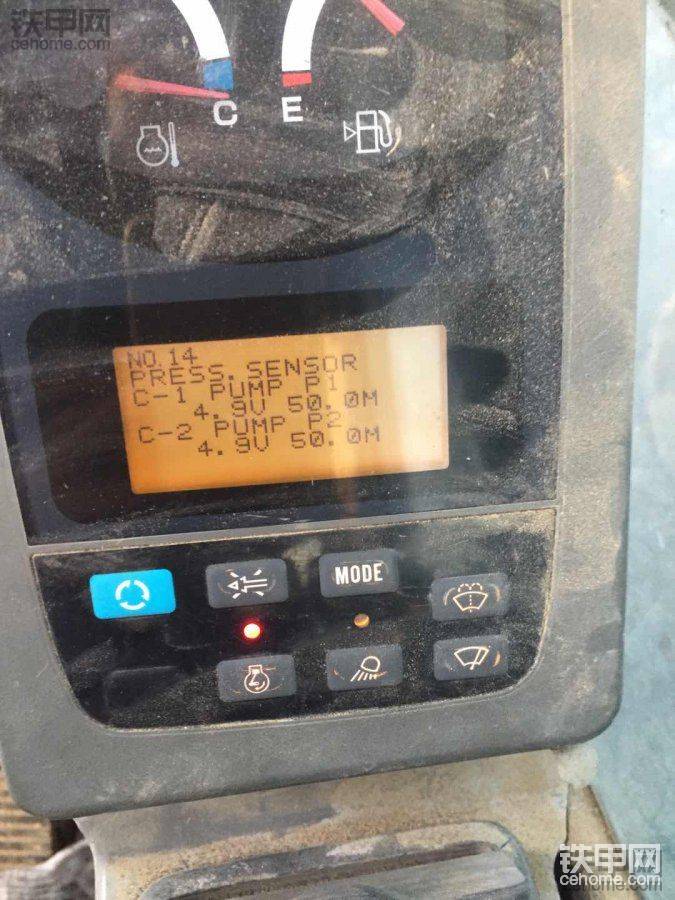 铁甲网
cehome.com
C
E
NO.14
PRESS. SENSOR
C-1 PUMP P1
4.9V 50.0M
C-2 PUMP P2
4.9V 50.0M
MODE
铁甲网
cehome.com